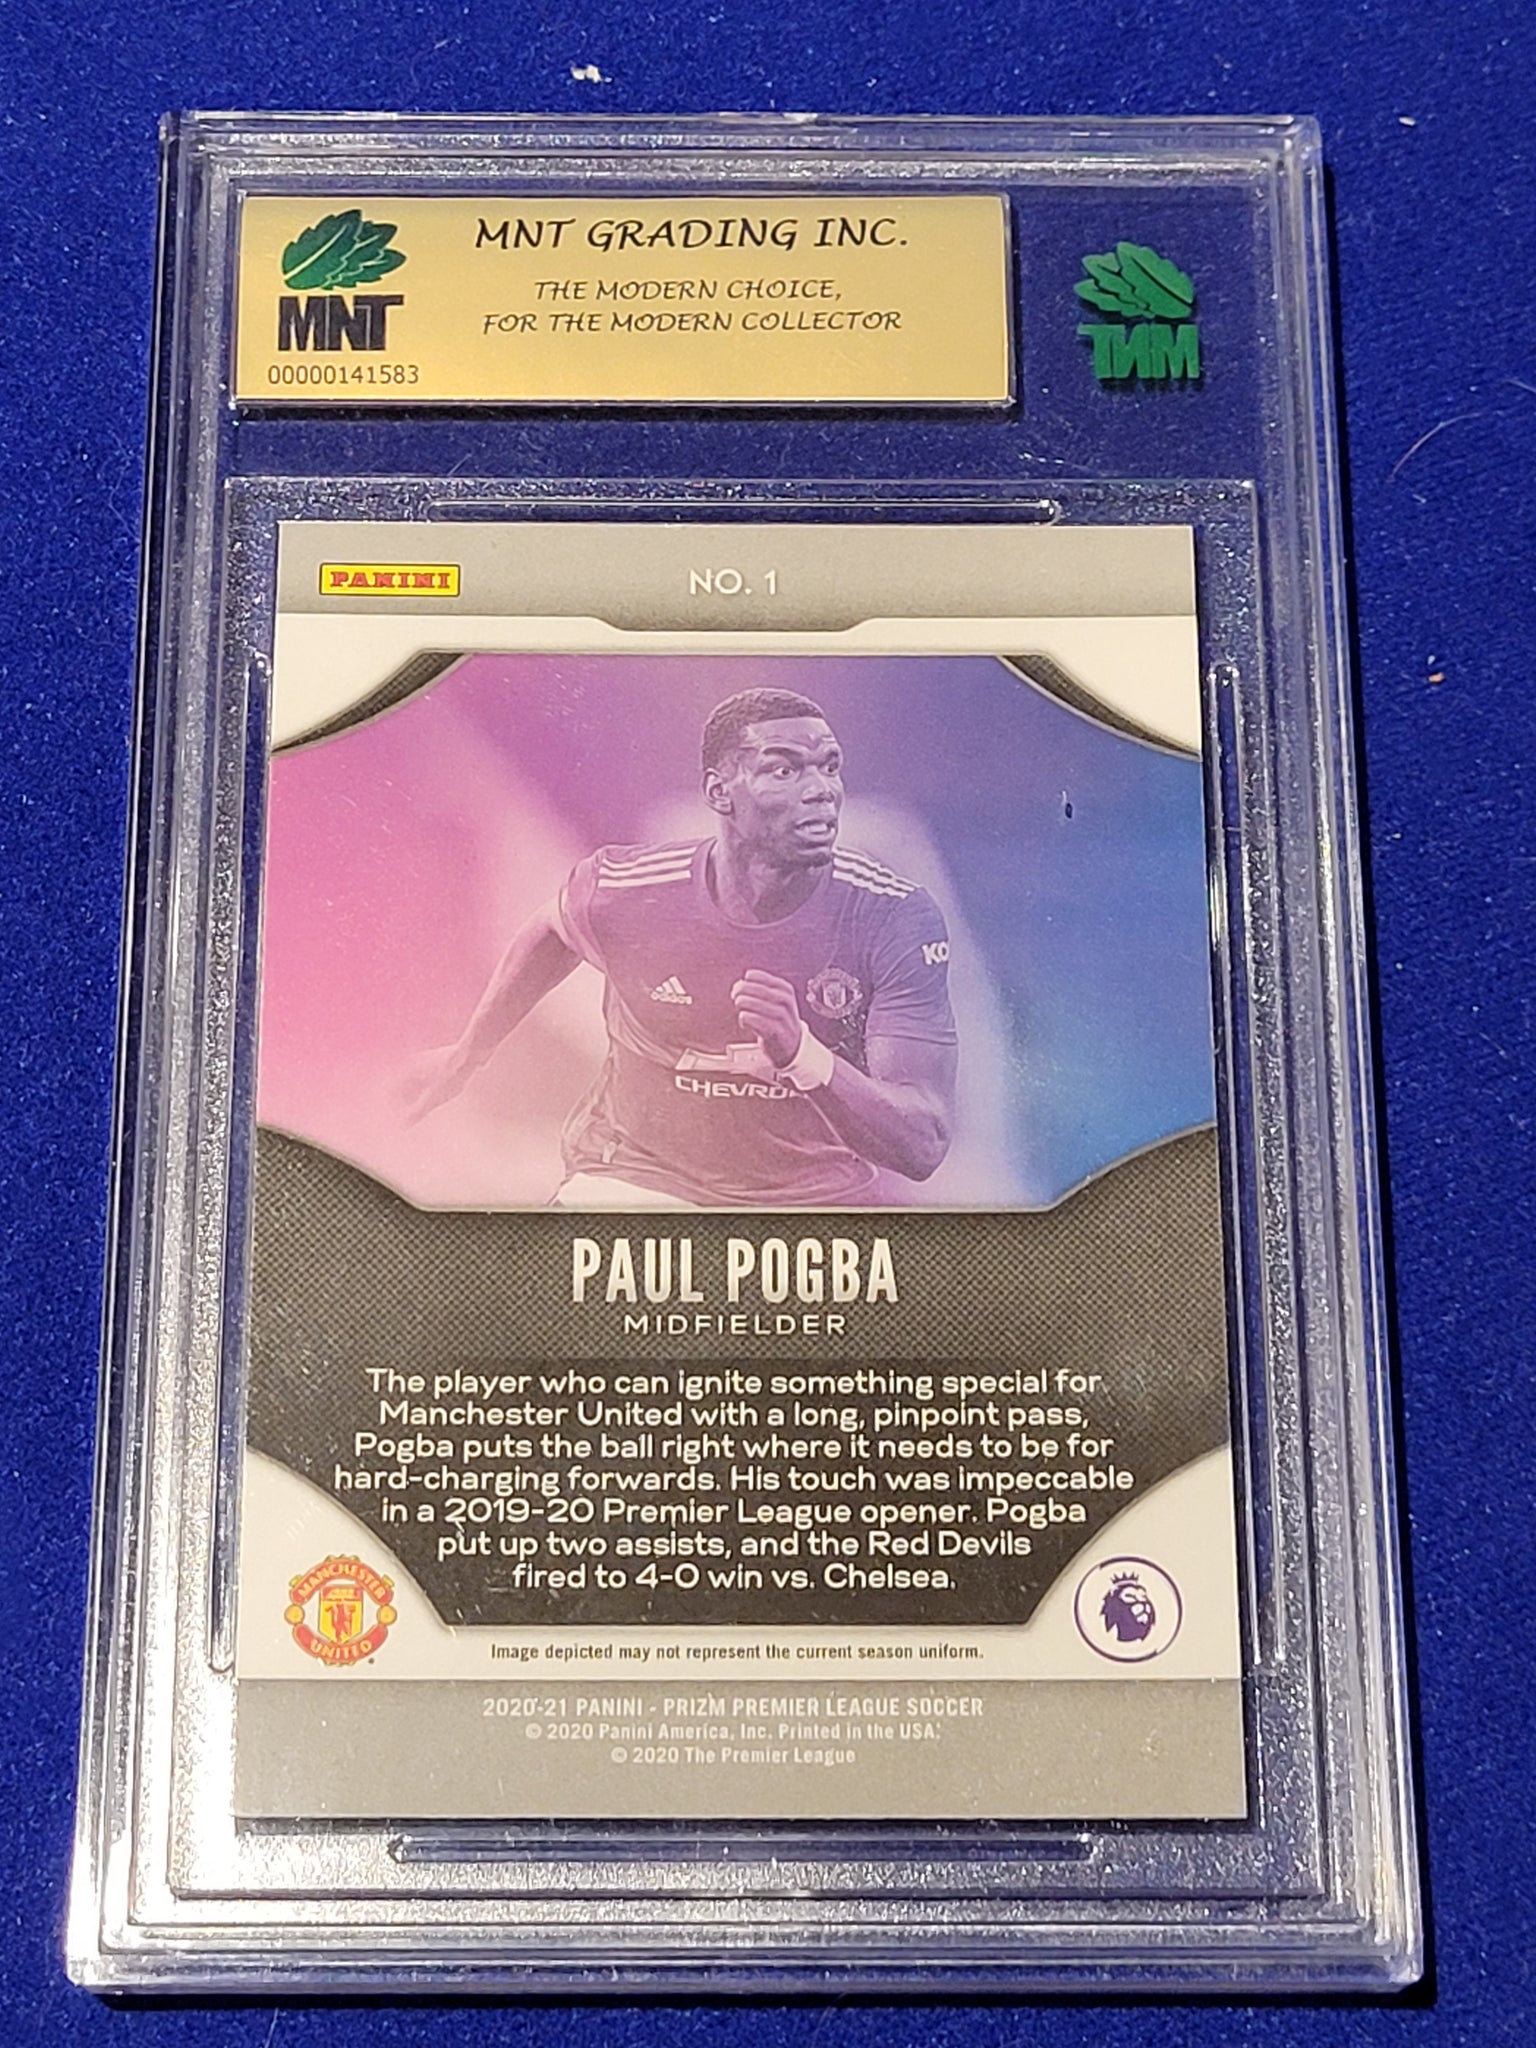 MNT GRADING INC.
THE MODERN CHOICE,
FOR THE MODERN COLLECTOR
MNT
00000141583
MNT
PANINI
NO. 1
KO
adidas
CHEVRO
PAUL POGBA
MIDFIELDER
The player who can ignite something special for
Manchester United with a long, pinpoint pass,
Pogba puts the ball right where it needs to be for
hard-charging forwards. His touch was impeccable
in a 2019-20 Premier League opener. Pogba
put up two assists, and the Red Devils
fired to 4-0 win vs. Chelsea.
MANCHESTER
UNITED
Image depicted may not represent the current season uniform.
2020-21 PANINI - PRIZM PREMIER LEAGUE SOCCER
© 2020 Panini America, Inc. Printed in the USA.
© 2020 The Premier League